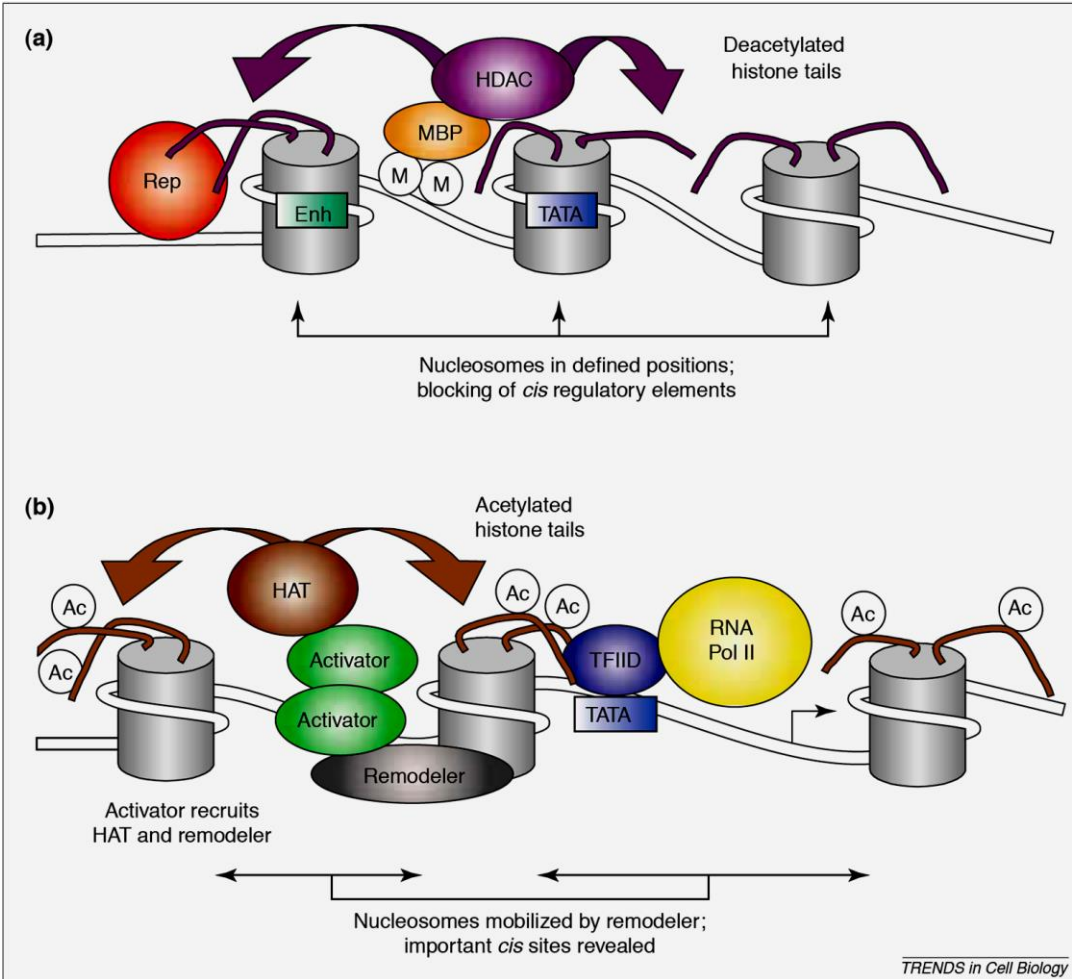 (a)
HDAC
Deacetylated
histone tails
MBP
Rep
M
M
Enh
TATA
Nucleosomes in defined positions;
blocking of cis regulatory elements
(b)
Acetylated
histone tails
HAT
Ac
Ac
Ac
Ac
Ac
Ac
RNA
Pol II
Activator
TFIID
Activator
TATA
Remodeler
Activator recruits
HAT and remodeler
Nucleosomes mobilized by remodeler;
important cis sites revealed
TRENDS in Cell Biology